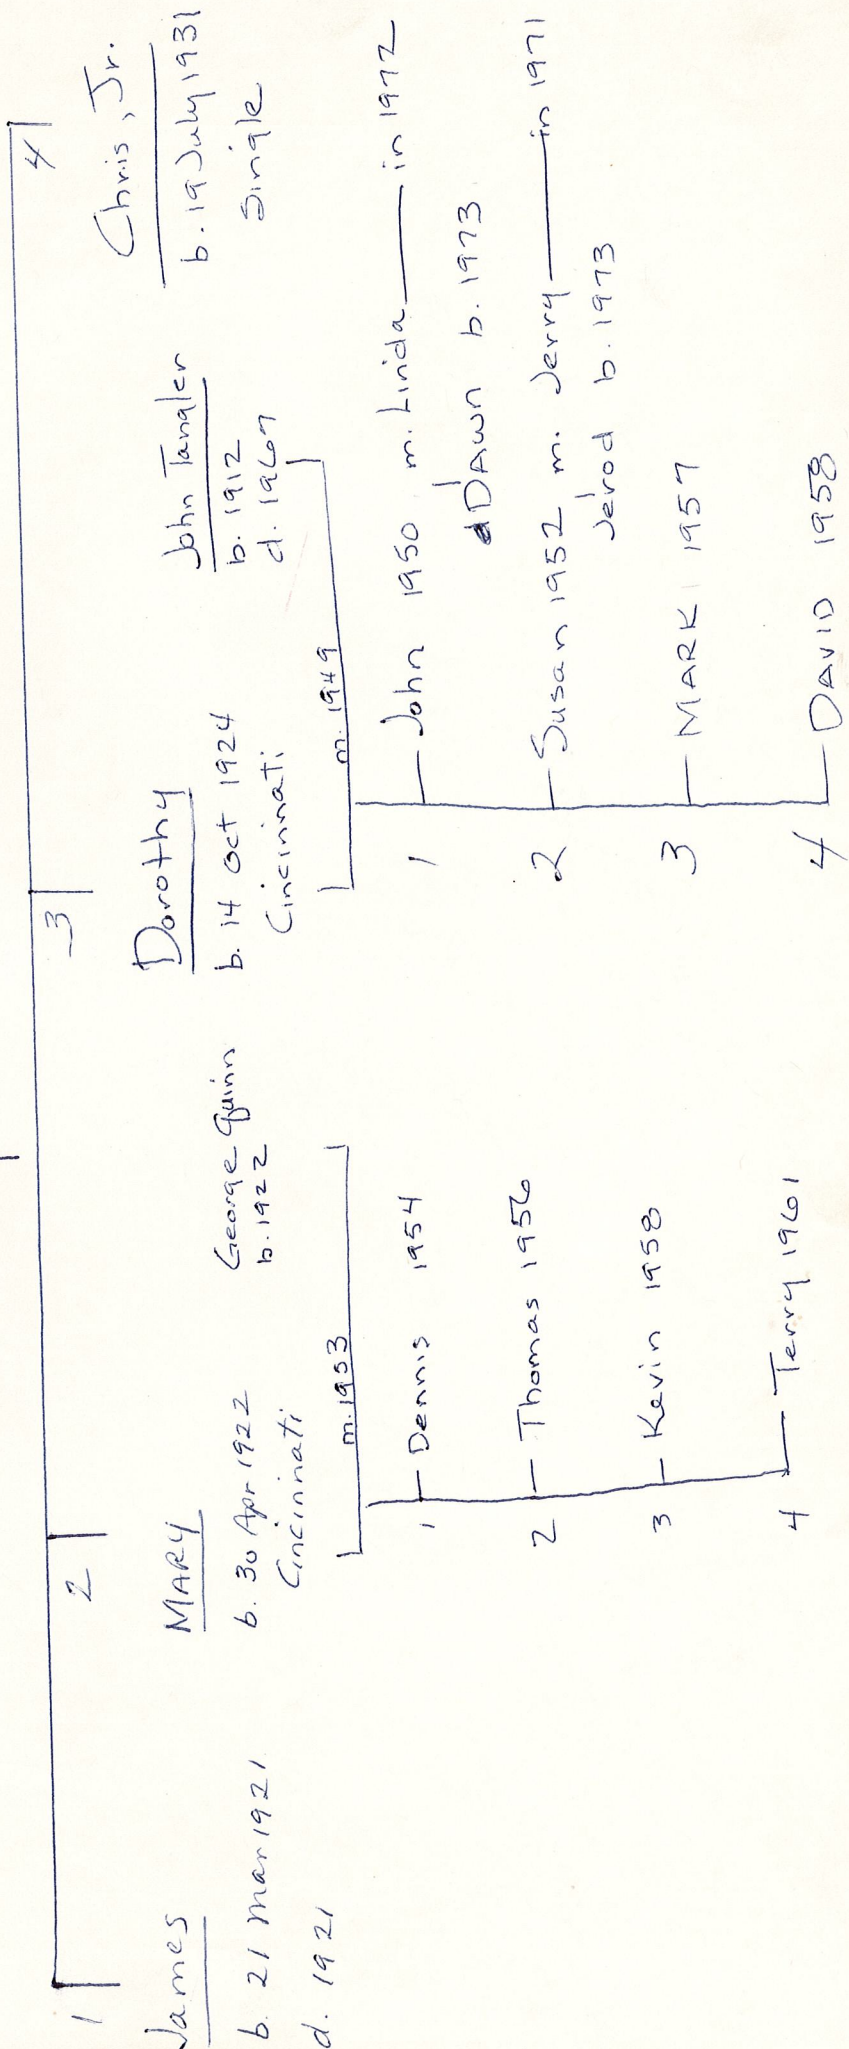 1
James
b. 21 Mar 1921
d. 1921
2
MARY
b. 30 Apr 1922
Cincinnati
George Quinn
b. 1922
m. 1953
1 Dennis 1954
2 Thomas 1956
3 Kevin 1958
4 Terry 1961
3
Dorothy
b. 14 Oct 1924
Cincinnati
John Tangler
b. 1912
d. 1967
m. 1949
1 John 1950 m. Linda ——— in 1972
DAWN b. 1973
2 Susan 1952 m. Jerry ——— in 1971
Jerod b. 1973
3 MARK 1957
4 DAVID 1958
4
Chris, Jr.
b. 19 July 1931
Single